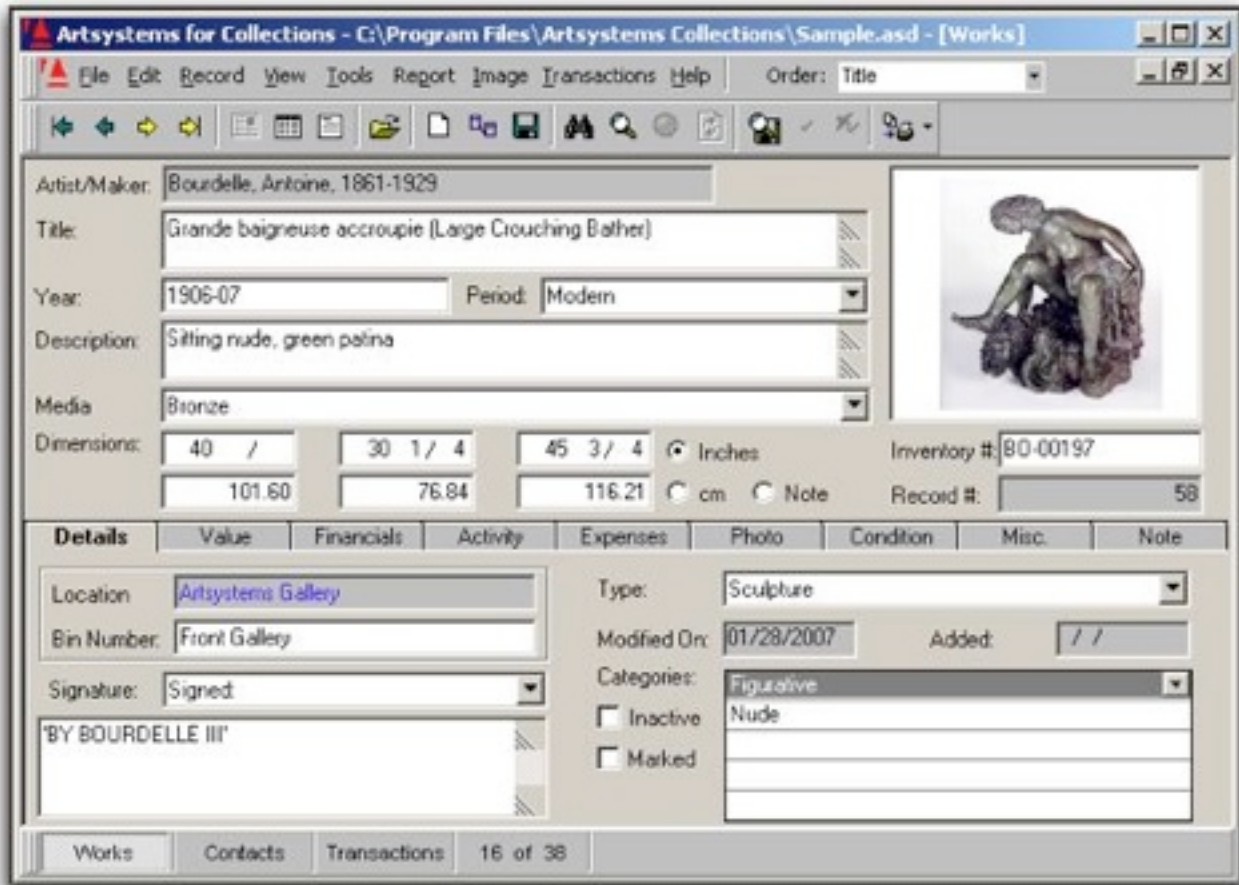 Artsystems for Collections - C:\Program Files\Artsystems Collections\Sample.asd - [Works]
File Edit Record View Tools Report Image Transactions Help Order: Title
Artist/Maker: Bourdelle, Antoine, 1861-1929
Title: Grande baigneuse accroupie (Large Crouching Bather)
Year: 1906-07 Period: Modern
Description: Sitting nude, green patina
Media Bronze
Dimensions: 40 / 30 1 / 4 45 3 / 4 Inches Inventory #: BO-00197
101.60 76.84 116.21 cm Note Record #: 58
Details Value Financials Activity Expenses Photo Condition Misc. Note
Location Artsystems Gallery Type: Sculpture
Bin Number: Front Gallery Modified On: 01/28/2007 Added: / /
Signature: Signed: Categories: Figurative
Inactive Nude
'BY BOURDELLE III' Marked
Works Contacts Transactions 16 of 38